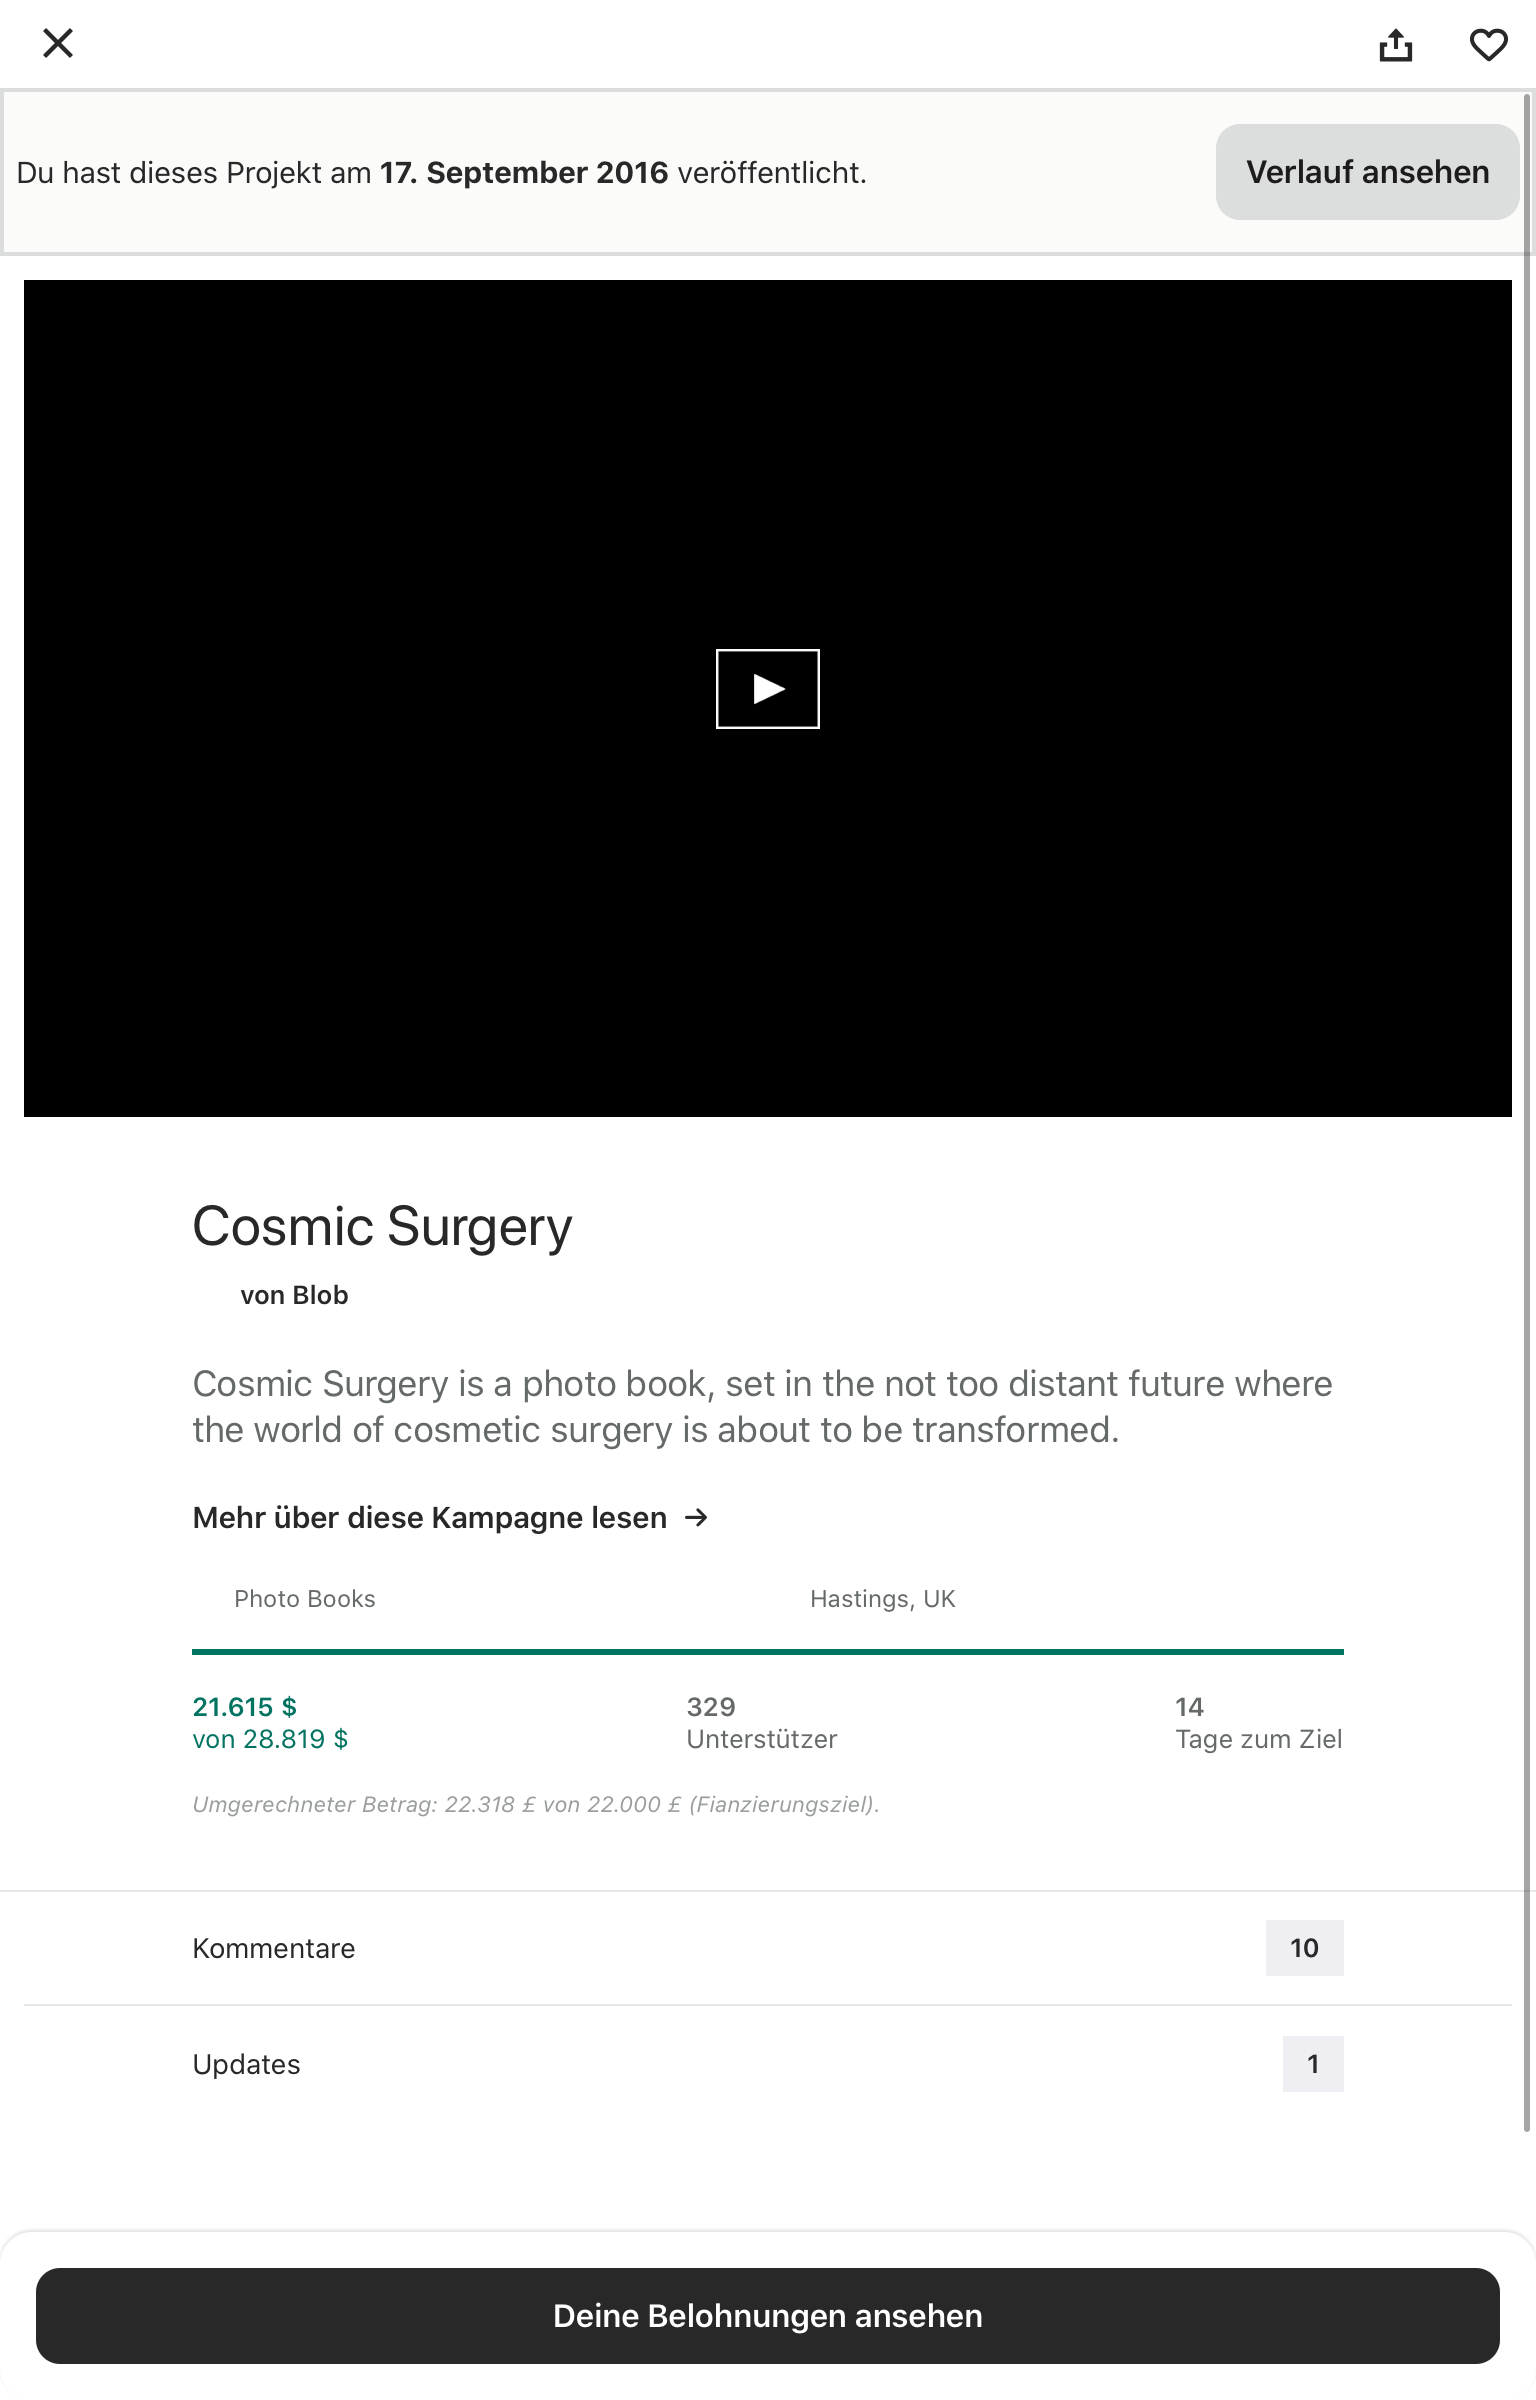 Du hast dieses Projekt am 17. September 2016 veröffentlicht.
Verlauf ansehen
Cosmic Surgery
von Blob
Cosmic Surgery is a photo book, set in the not too distant future where
the world of cosmetic surgery is about to be transformed.
Mehr über diese Kampagne lesen →
Photo Books
Hastings, UK
21.615 $
von 28.819 $
329
Unterstützer
14
Tage zum Ziel
Umgerechneter Betrag: 22.318 £ von 22.000 £ (Fianzierungsziel).
Kommentare
10
Updates
1
Deine Belohnungen ansehen